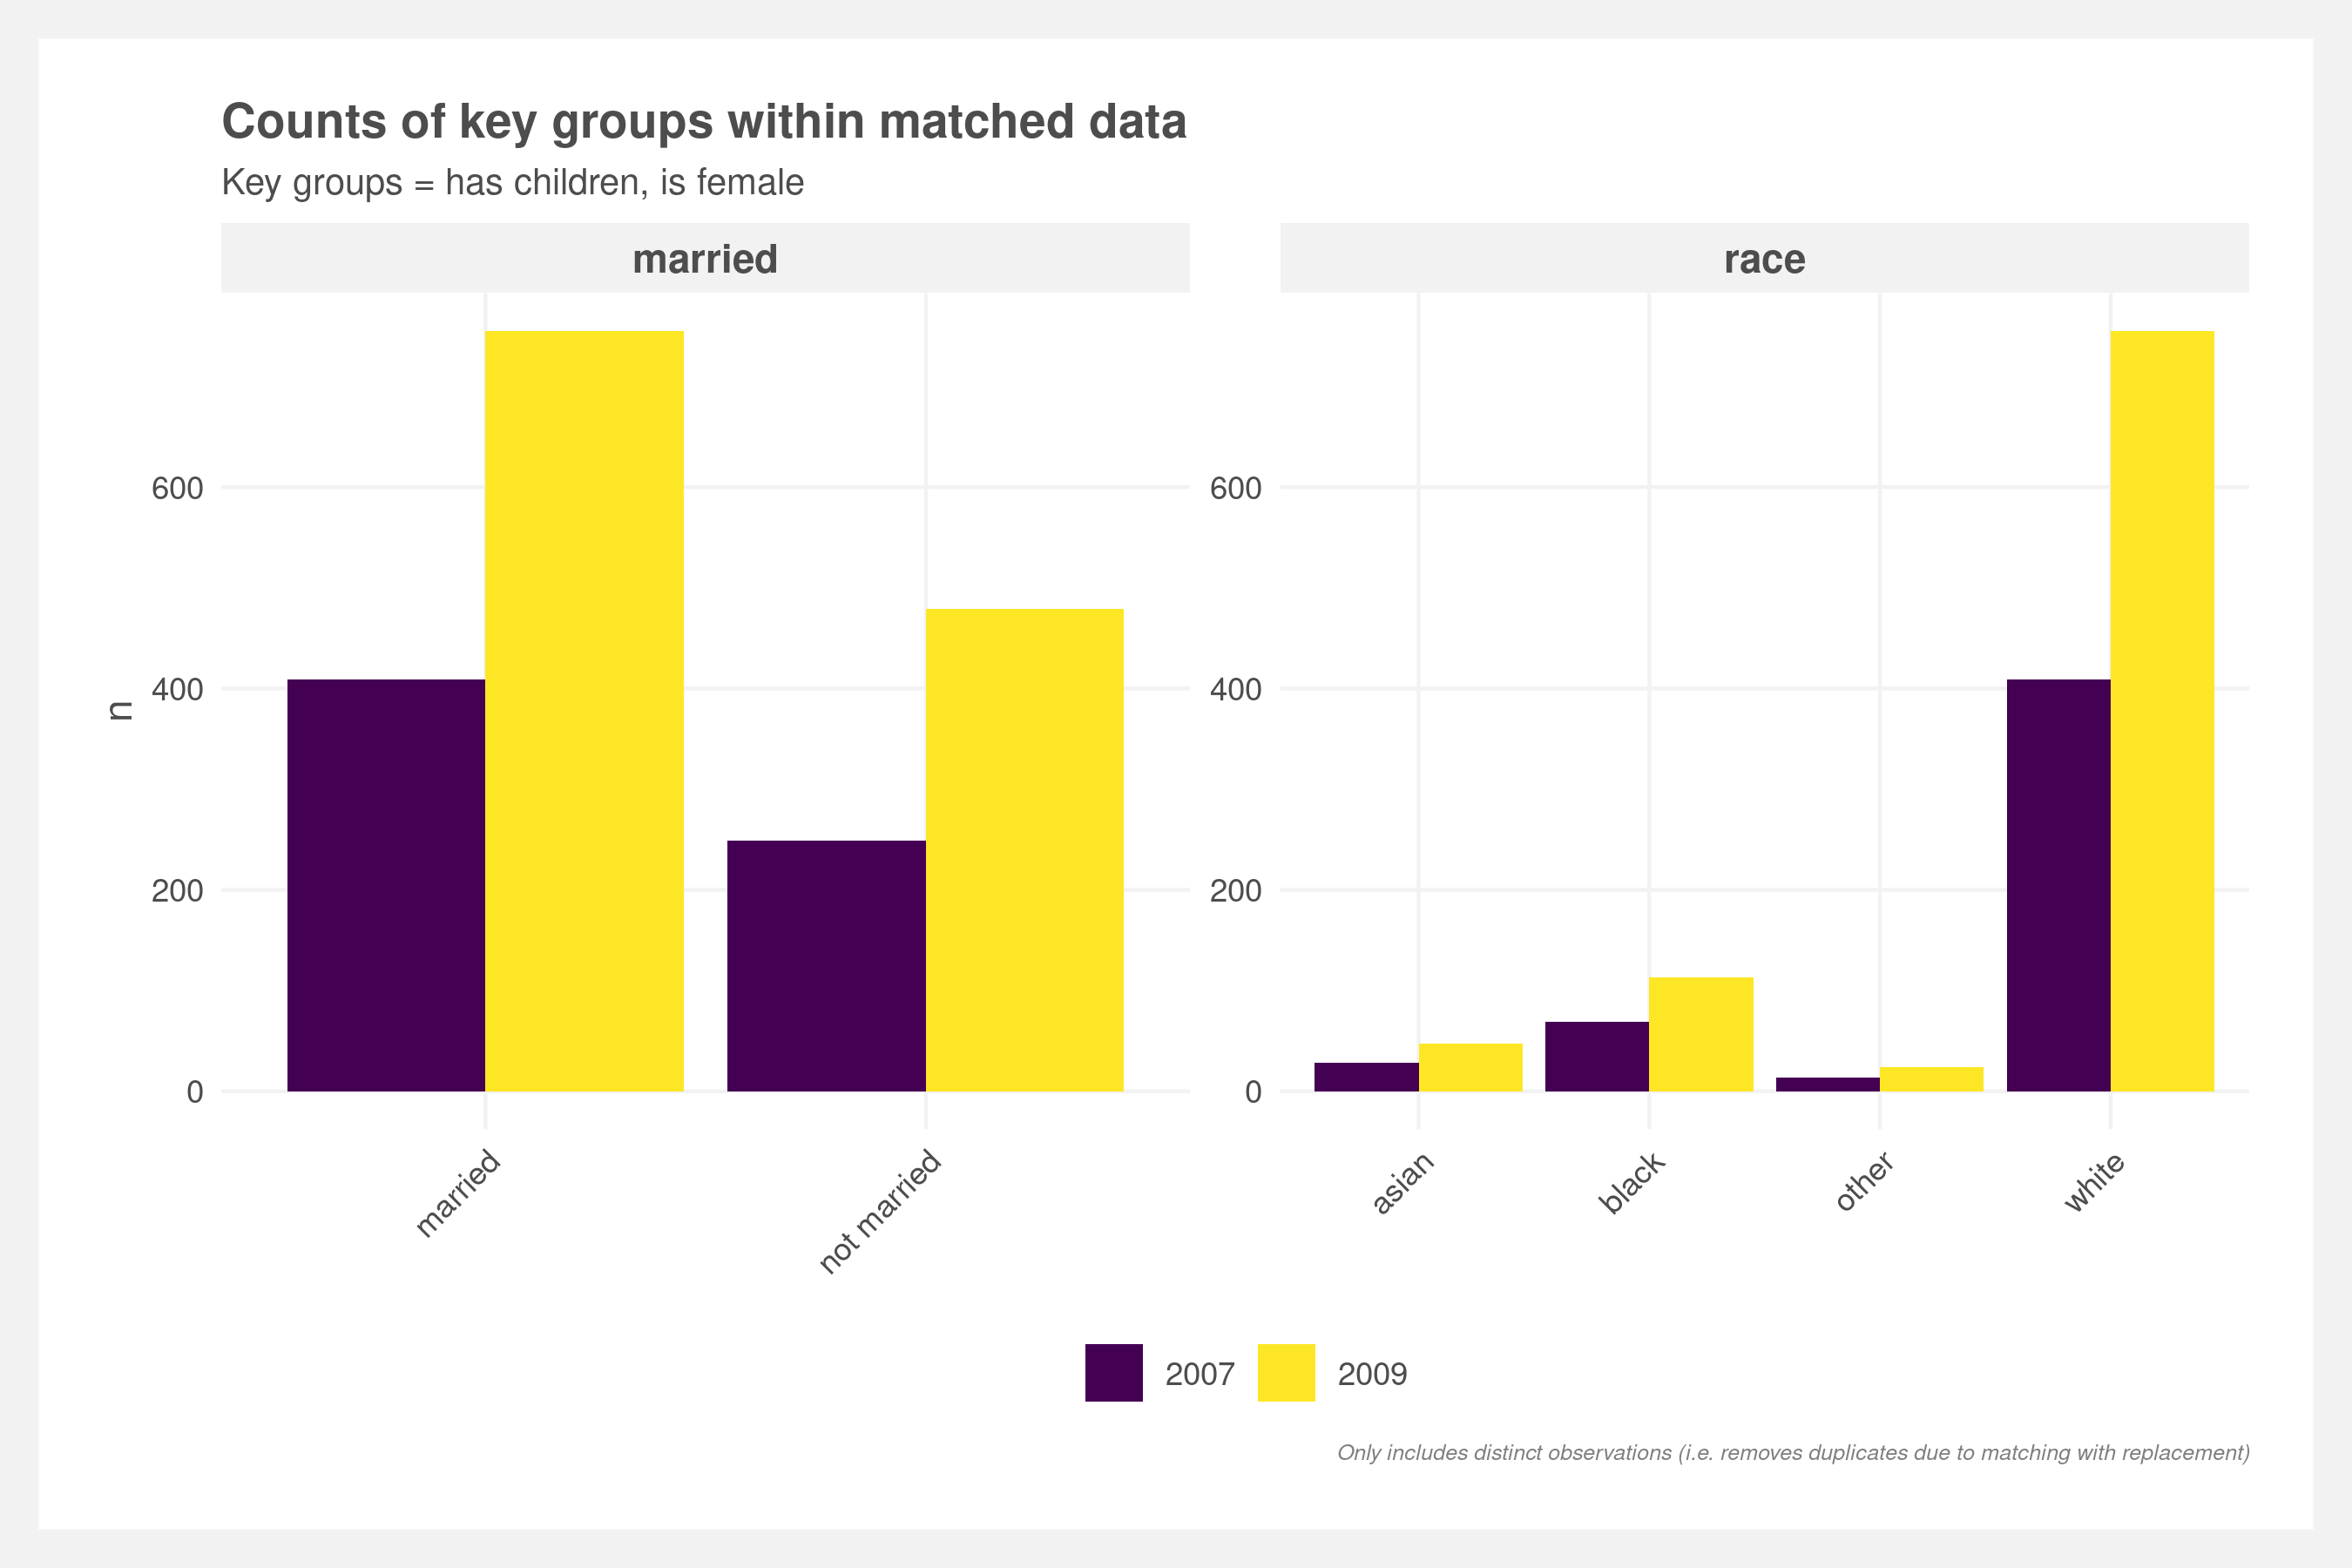 Counts of key groups within matched data
Key groups = has children, is female
married
race
n
600
400
200
0
600
400
200
0
married
not married
asian
black
other
white
2007
2009
Only includes distinct observations (i.e. removes duplicates due to matching with replacement)